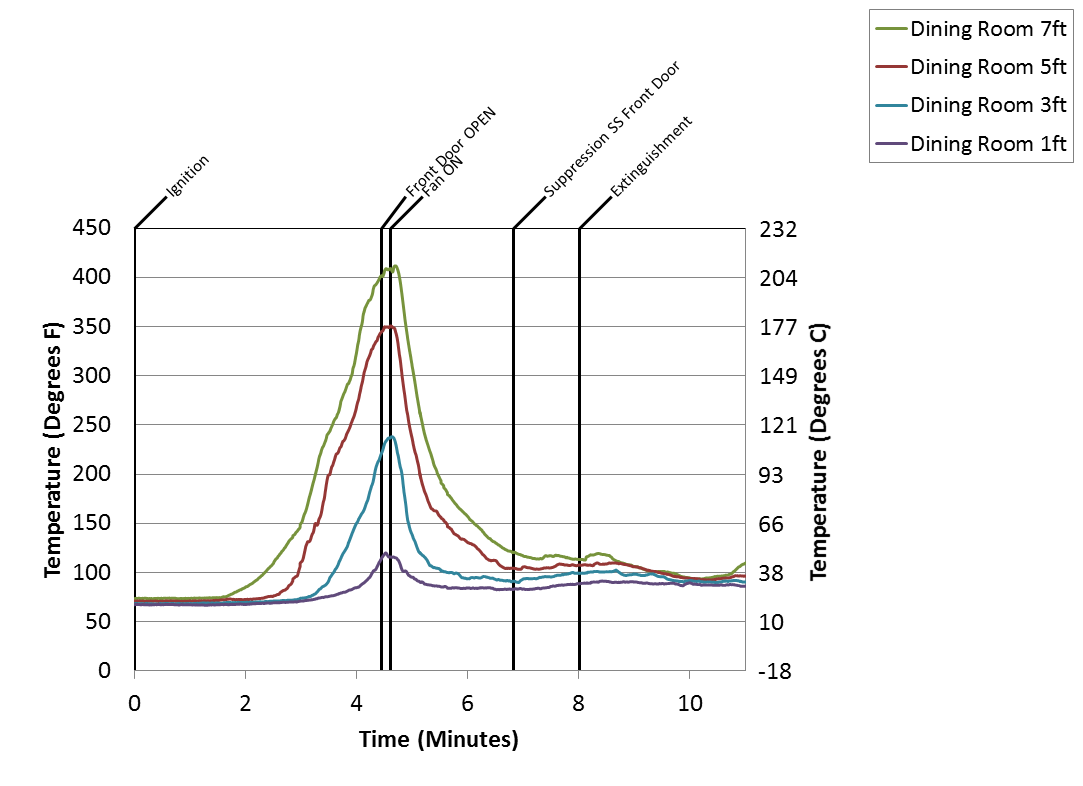 Dining Room 7ft
Dining Room 5ft
Dining Room 3ft
Dining Room 1ft
Ignition
Front Door OPEN
Fan ON
Suppression SS Front Door
Extinguishment
Temperature (Degrees F)
450
400
350
300
250
200
150
100
50
0
232
204
177
149
121
93
66
38
10
-18
Temperature (Degrees C)
0
2
4
6
8
10
Time (Minutes)